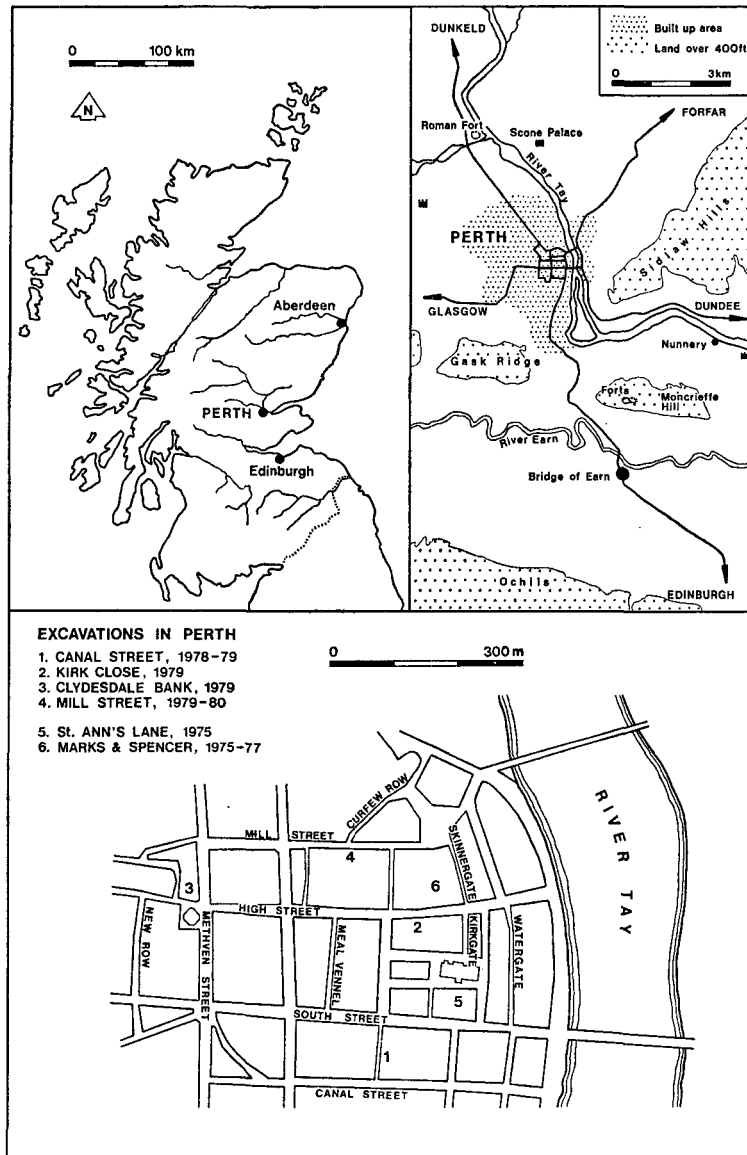 0 100 km
N
Aberdeen
PERTH
Edinburgh
Built up area
Land over 400ft
0 3km
DUNKELD
FORFAR
Roman Fort
Scone Palace
River Tay
PERTH
Sidlaw Hills
GLASGOW
DUNDEE
Nunnery
Gask Ridge
Forts
Moncrieffe
Hill
River Earn
Bridge of Earn
Ochils
EDINBURGH
EXCAVATIONS IN PERTH
1. CANAL STREET, 1978-79
2. KIRK CLOSE, 1979
3. CLYDESDALE BANK, 1979
4. MILL STREET, 1979-80
5. St. ANN'S LANE, 1975
6. MARKS & SPENCER, 1975-77
0 300 m
CURFEW ROW
MILL STREET
SKINNERGATE
RIVER TAY
4
3
6
HIGH STREET
NEW ROW
METHVEN STREET
MEAL VENNEL
2
KIRKGATE
WATERGATE
5
SOUTH STREET
1
CANAL STREET